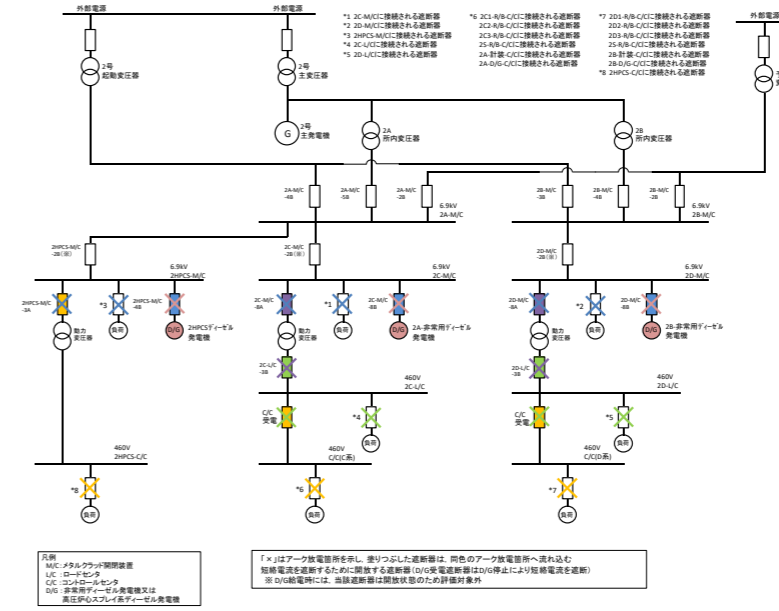 外部電源
外部電源
外部電源
*1 2C-M/Cに接続される遮断器
*2 2D-M/Cに接続される遮断器
*3 2HPCS-M/Cに接続される遮断器
*4 2C-L/Cに接続される遮断器
*5 2D-L/Cに接続される遮断器
*6 2C1-R/B-C/Cに接続される遮断器
2C2-R/B-C/Cに接続される遮断器
2C3-R/B-C/Cに接続される遮断器
2S-R/B-C/Cに接続される遮断器
2A-計装-C/Cに接続される遮断器
2A-D/G-C/Cに接続される遮断器
*7 2D1-R/B-C/Cに接続される遮断器
2D2-R/B-C/Cに接続される遮断器
2D3-R/B-C/Cに接続される遮断器
2S-R/B-C/Cに接続される遮断器
2B-計装-C/Cに接続される遮断器
2B-D/G-C/Cに接続される遮断器
*8 2HPCS-C/Cに接続される遮断器
2号
起動変圧器
2号
主変圧器
G
2号
主発電機
2A
所内変圧器
2B
所内変圧器
2A-M/C
-4B
2A-M/C
-5B
2A-M/C
-2B
6.9kV
2A-M/C
2B-M/C
-3B
2B-M/C
-4B
2B-M/C
-2B
6.9kV
2B-M/C
2HPCS-M/C
-2B(※)
2C-M/C
-2B(※)
2D-M/C
-2B(※)
6.9kV
2HPCS-M/C
6.9kV
2C-M/C
6.9kV
2D-M/C
2HPCS-M/C
-3A
*3
2HPCS-M/C
-4B
2C-M/C
-8A
*1
2C-M/C
-8B
2D-M/C
-8A
*2
2D-M/C
-8B
動力
変圧器
負荷
D/G
2HPCSディーゼル
発電機
動力
変圧器
負荷
D/G
2A-非常用ディーゼル
発電機
動力
変圧器
負荷
D/G
2B-非常用ディーゼル
発電機
2C-L/C
-3B
2D-L/C
-3B
460V
2C-L/C
460V
2D-L/C
C/C
受電
*4
C/C
受電
*5
負荷
負荷
460V
2HPCS-C/C
460V
C/C(C系)
460V
C/C(D系)
*8
*6
*7
負荷
負荷
負荷
凡例
M/C：メタルクラッド開閉装置
L/C：ロードセンタ
C/C：コントロールセンタ
D/G：非常用ディーゼル発電機又は
高圧炉心スプレイ系ディーゼル発電機
「×」はアーク放電箇所を示し、塗りつぶした遮断器は、同色のアーク放電箇所へ流れ込む
短絡電流を遮断するために開放する遮断器(D/G受電遮断器はD/G停止により短絡電流を遮断)
※ D/G給電時には、当該遮断器は開放状態のため評価対象外